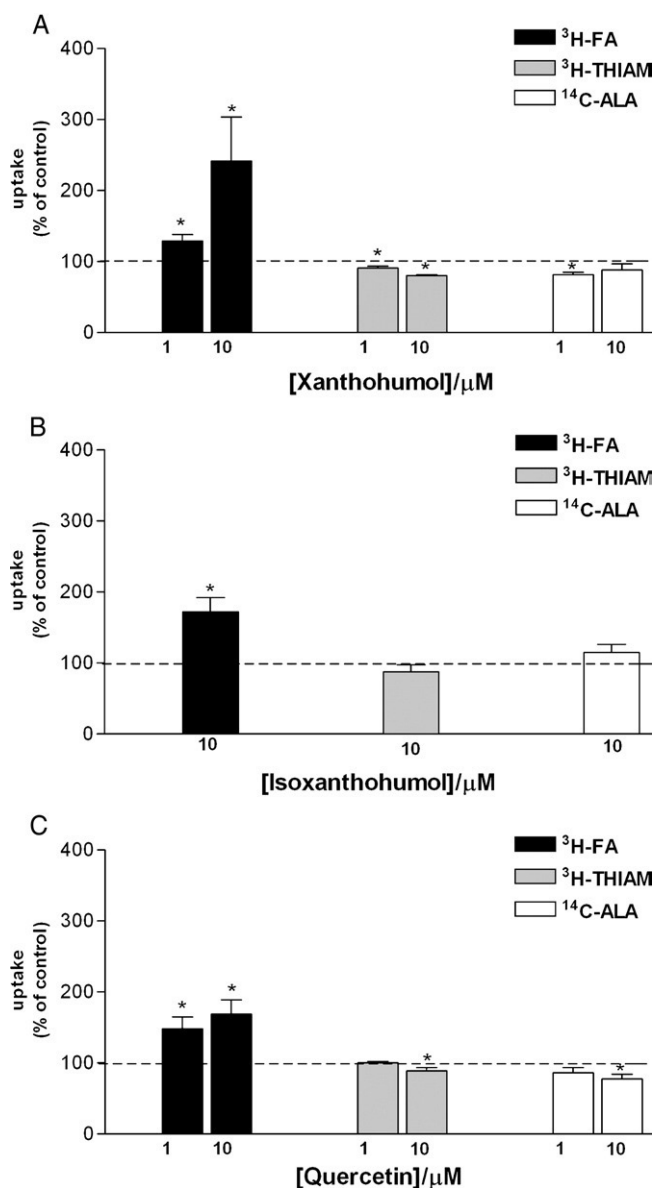 A
400
300
200
100
0
uptake
(% of control)
³H-FA
³H-THIAM
¹⁴C-ALA
*
*
*
*
*
1 10 1 10 1 10
[Xanthohumol]/μM
B
400
300
200
100
0
uptake
(% of control)
³H-FA
³H-THIAM
¹⁴C-ALA
*
10 10 10
[Isoxanthohumol]/μM
C
400
300
200
100
0
uptake
(% of control)
³H-FA
³H-THIAM
¹⁴C-ALA
*
*
*
*
1 10 1 10 1 10
[Quercetin]/μM